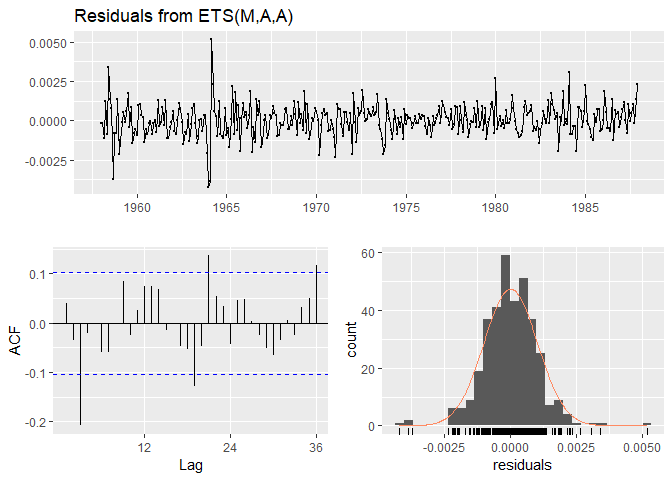 Residuals from ETS(M,A,A)
0.0050
0.0025
0.0000
-0.0025
1960 1965 1970 1975 1980 1985
0.1
0.0
-0.1
-0.2
ACF
12 24 36
Lag
60
40
20
0
count
-0.0025 0.0000 0.0025 0.0050
residuals